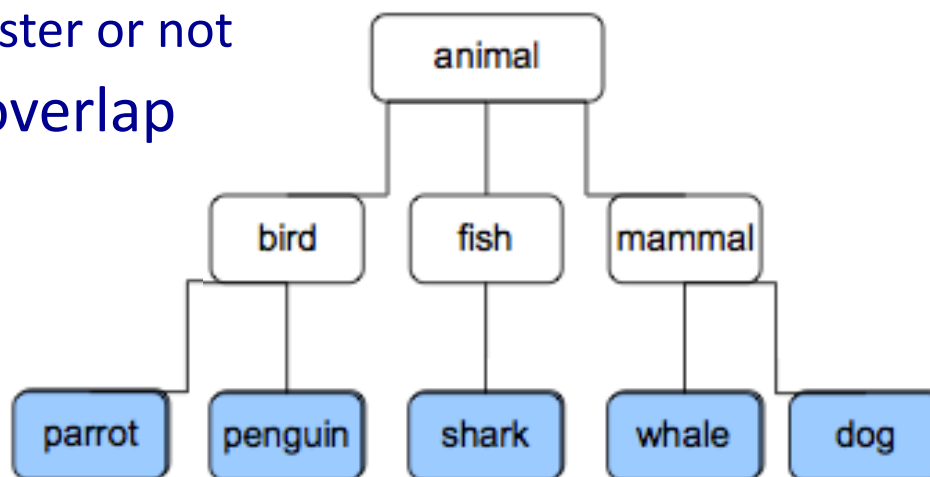 ster or not
overlap
animal
bird fish mammal
parrot penguin shark whale dog